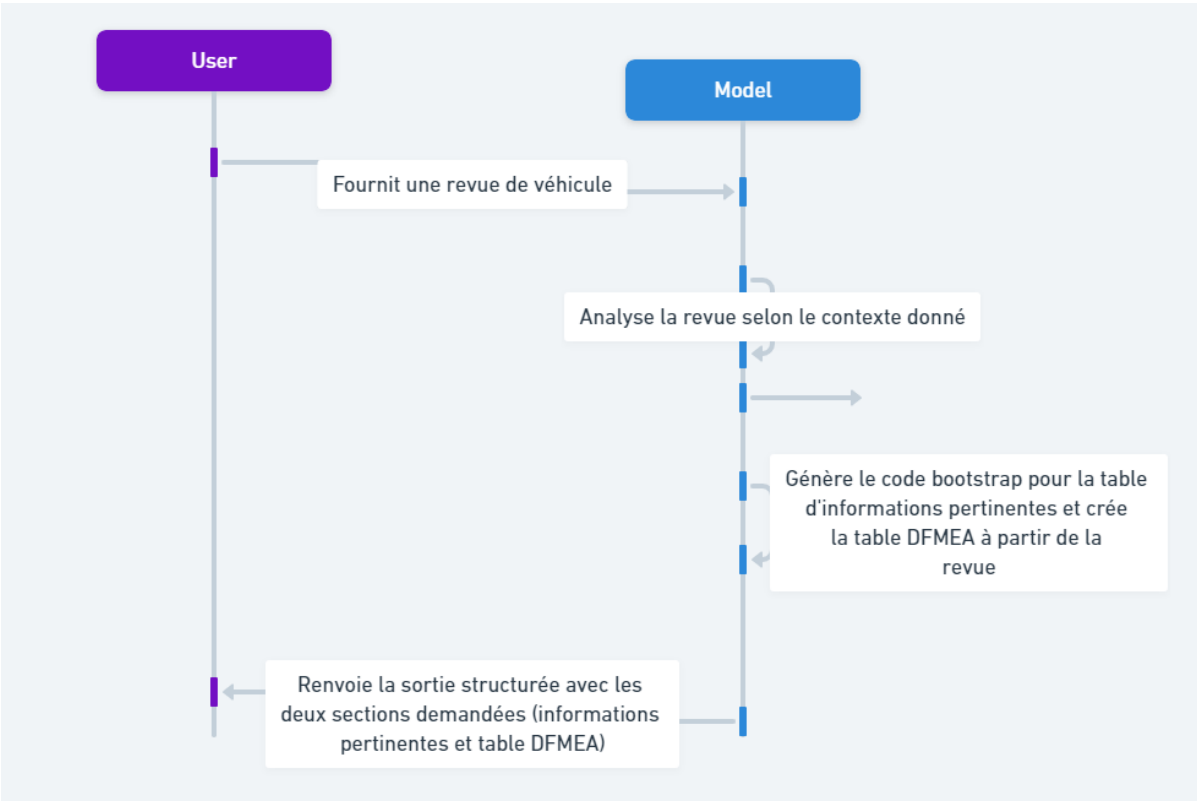 User
Model
Fournit une revue de véhicule
Analyse la revue selon le contexte donné
Génère le code bootstrap pour la table
d'informations pertinentes et crée
la table DFMEA à partir de la
revue
Renvoie la sortie structurée avec les
deux sections demandées (informations
pertinentes et table DFMEA)